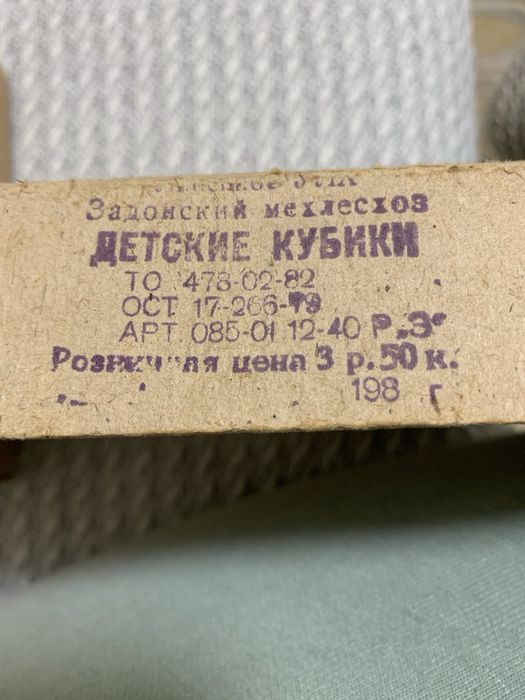 Задонский мехлесхоз
ДЕТСКИЕ КУБИКИ
ТО 478-02-82
ОСТ 17-266-79
АРТ 085-01 12-40 Р.З.
Розничная цена 3 р.50 к.
198 г